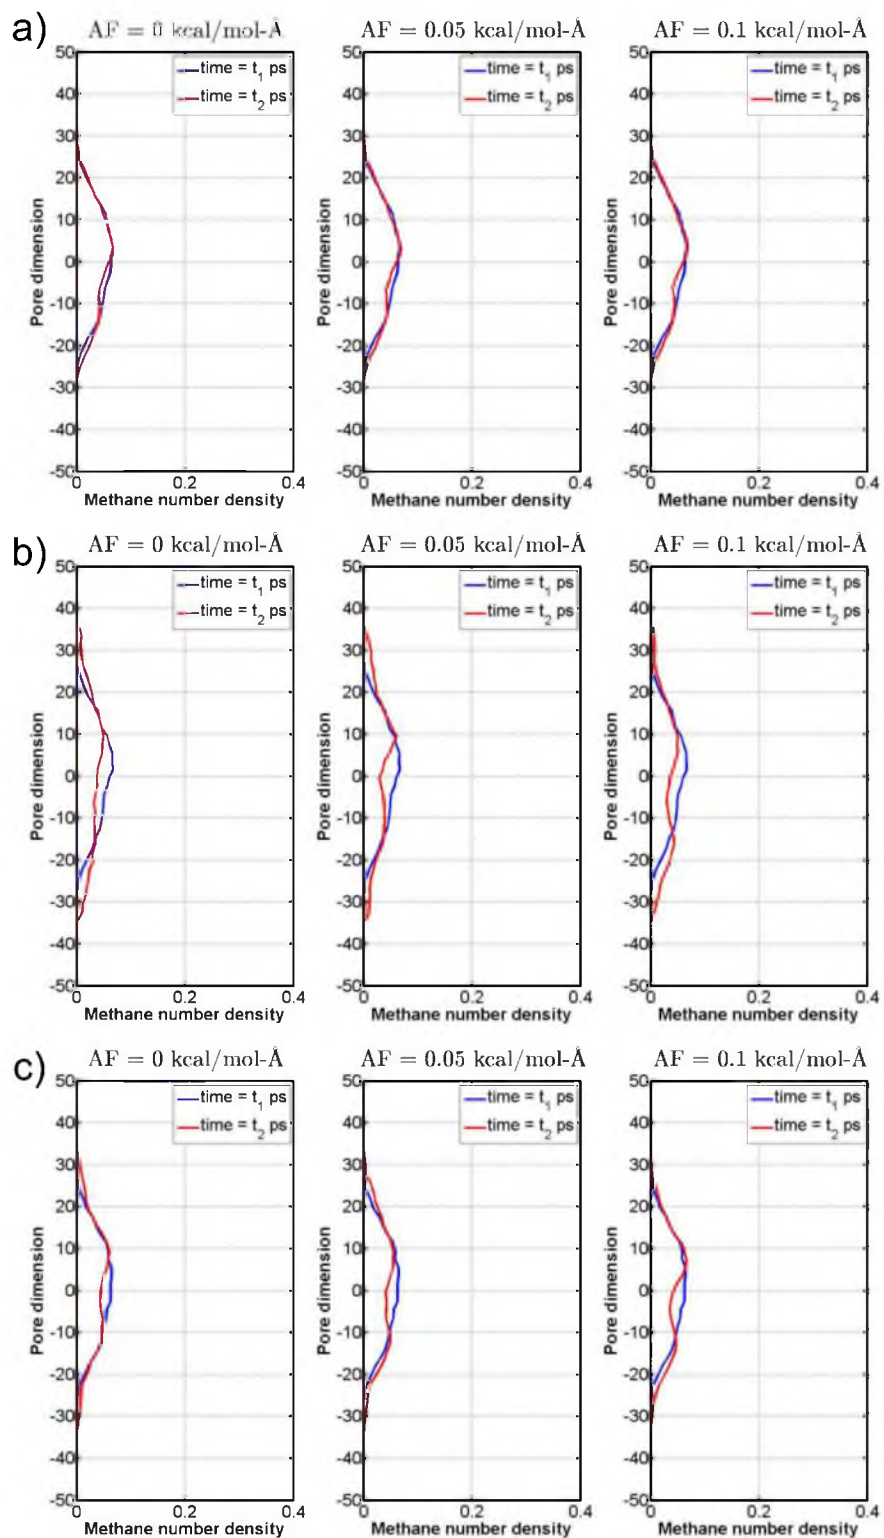 a)
AF = 0 kcal/mol-Å AF = 0.05 kcal/mol-Å AF = 0.1 kcal/mol-Å
50 50 50
time = t1 ps time = t1 ps time = t1 ps
40 40 40
time = t2 ps time = t2 ps time = t2 ps
30 30 30
20 20 20
10 10 10
0 0 0
Pore dimension Pore dimension Pore dimension
-10 -10 -10
-20 -20 -20
-30 -30 -30
-40 -40 -40
-50 -50 -50
0 0.2 0.4 0 0.2 0.4 0 0.2 0.4
Methane number density Methane number density Methane number density
b)
AF = 0 kcal/mol-Å AF = 0.05 kcal/mol-Å AF = 0.1 kcal/mol-Å
50 50 50
time = t1 ps time = t1 ps time = t1 ps
40 40 40
time = t2 ps time = t2 ps time = t2 ps
30 30 30
20 20 20
10 10 10
0 0 0
Pore dimension Pore dimension Pore dimension
-10 -10 -10
-20 -20 -20
-30 -30 -30
-40 -40 -40
-50 -50 -50
0 0.2 0.4 0 0.2 0.4 0 0.2 0.4
Methane number density Methane number density Methane number density
c)
AF = 0 kcal/mol-Å AF = 0.05 kcal/mol-Å AF = 0.1 kcal/mol-Å
50 50 50
time = t1 ps time = t1 ps time = t1 ps
40 40 40
time = t2 ps time = t2 ps time = t2 ps
30 30 30
20 20 20
10 10 10
0 0 0
Pore dimension Pore dimension Pore dimension
-10 -10 -10
-20 -20 -20
-30 -30 -30
-40 -40 -40
-50 -50 -50
0 0.2 0.4 0 0.2 0.4 0 0.2 0.4
Methane number density Methane number density Methane number density